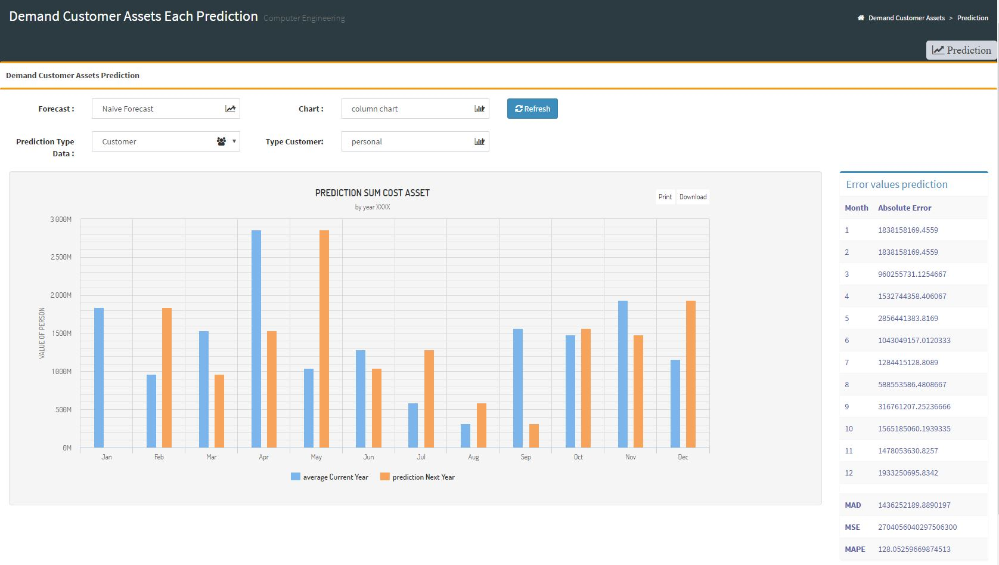 Demand Customer Assets Each Prediction Computer Engineering
Demand Customer Assets > Prediction
Prediction
Demand Customer Assets Prediction
Forecast : Naive Forecast Chart : column chart Refresh
Prediction Type Data : Customer Type Customer: personal
PREDICTION SUM COST ASSET
by year XXXX
Print Download
VALUE OF PERSON
3 000M
2 500M
2 000M
1 500M
1 000M
500M
0M
Jan Feb Mar Apr May Jun Jul Aug Sep Oct Nov Dec
average Current Year prediction Next Year
Error values prediction
Month Absolute Error
1 1838158169.4559
2 1838158169.4559
3 960255731.1254667
4 1532744358.406067
5 2856441383.8169
6 1043049157.0120333
7 1284415128.8089
8 588553586.4808667
9 316761207.25236666
10 1565185060.1939335
11 1478053630.8257
12 1933250695.8342
MAD 1436252189.8890197
MSE 2704056040297506300
MAPE 128.05259669874513